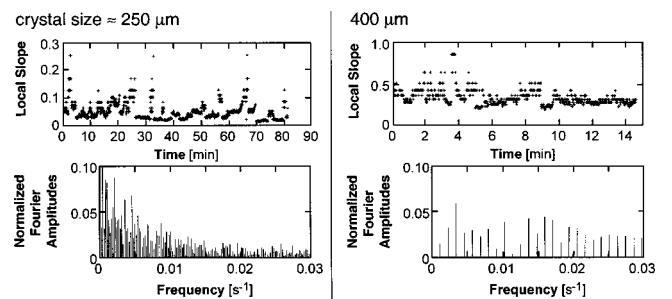 crystal size ≈ 250 μm
0.3
0.2
0.1
0
Local Slope
0 10 20 30 40 50 60 70 80 90
Time [min]
0.10
0.05
0
Normalized
Fourier
Amplitudes
0 0.01 0.02 0.03
Frequency [s⁻¹]
400 μm
1.0
0.5
0
Local Slope
0 2 4 6 8 10 12 14
Time [min]
0.10
0.05
0
Normalized
Fourier
Amplitudes
0 0.01 0.02 0.03
Frequency [s⁻¹]